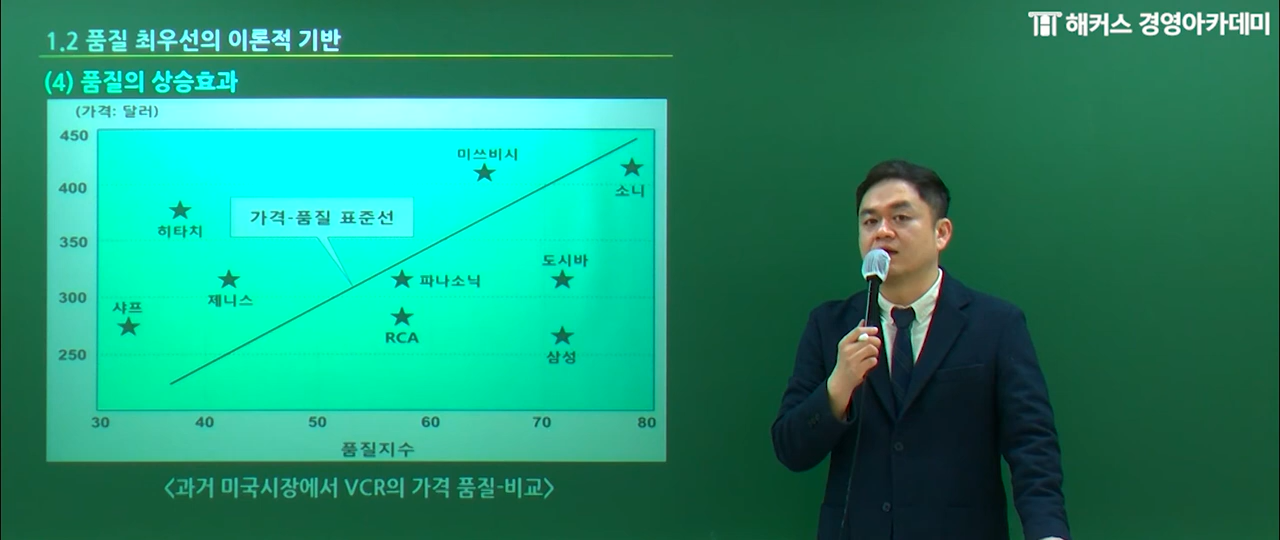 해커스 경영아카데미
1.2 품질 최우선의 이론적 기반
(4) 품질의 상승효과
(가격: 달러)
450
400
350
300
250
미쓰비시
소니
히타치
가격-품질 표준선
도시바
제니스
파나소닉
샤프
RCA
삼성
30 40 50 60 70 80
품질지수
<과거 미국시장에서 VCR의 가격 품질-비교>